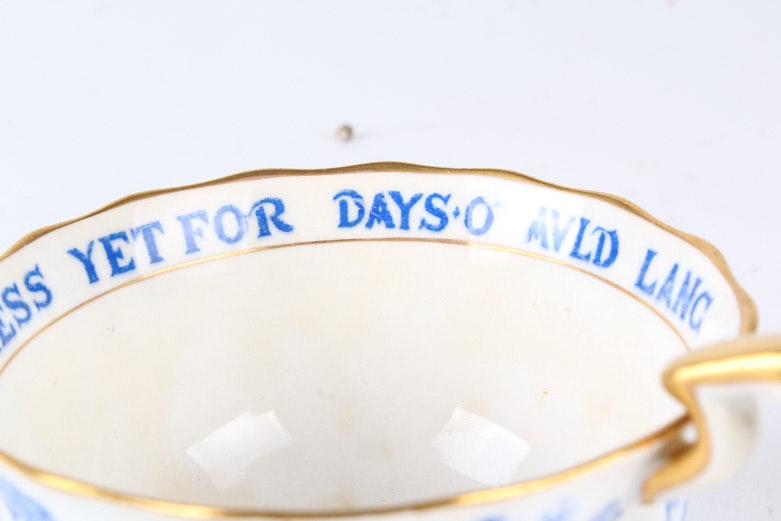 ESS YET FOR DAYS·O' AVLD LANG